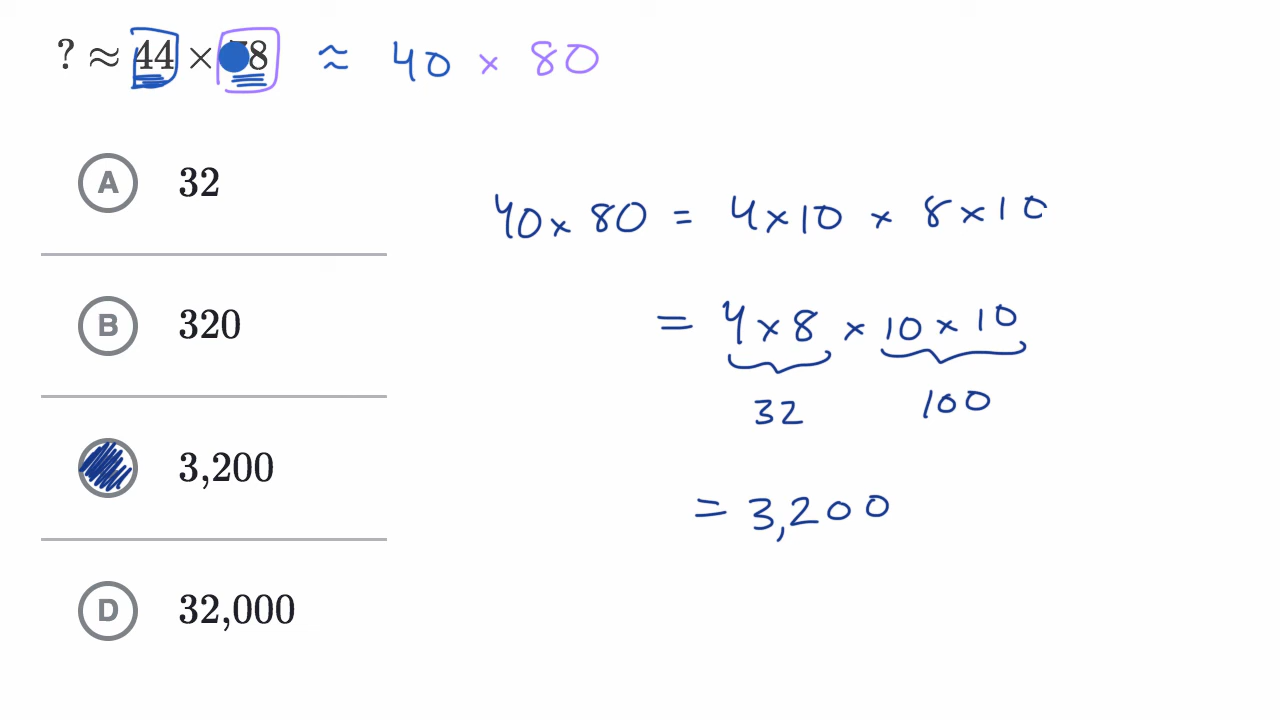 ? ≈ 44 × 78 ≈ 40 × 80
A 32
40 × 80 = 4 × 10 × 8 × 10
B 320
= 4 × 8 × 10 × 10
32 100
3,200
= 3,200
D 32,000